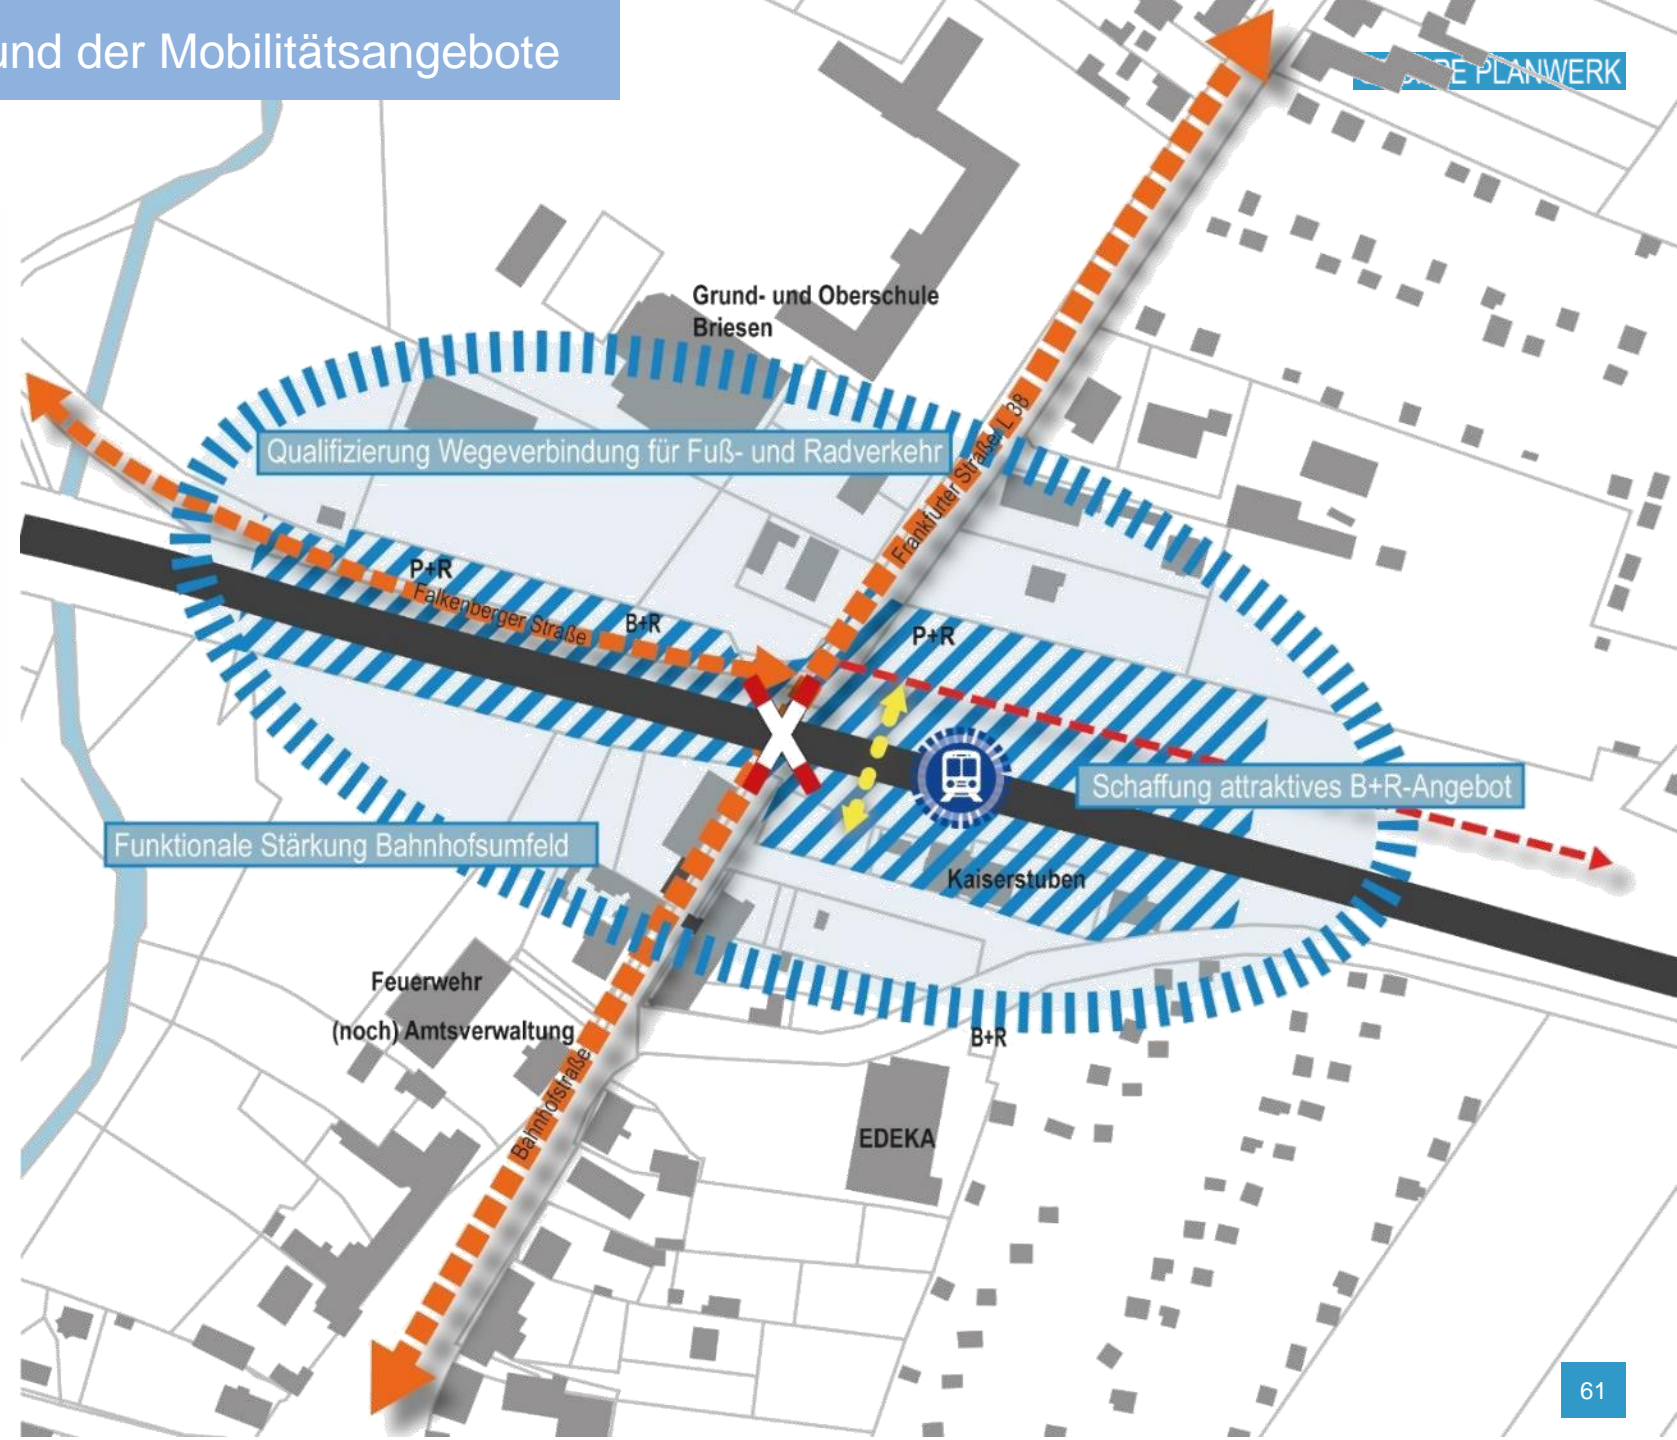 und der Mobilitätsangebote
E PLANWERK
Grund- und Oberschule
Briesen
Frankfurter Straße L 38
Qualifizierung Wegeverbindung für Fuß- und Radverkehr
P+R
Falkenberger Straße
B+R
P+R
Schaffung attraktives B+R-Angebot
Funktionale Stärkung Bahnhofsumfeld
Kaiserstuben
Feuerwehr
(noch) Amtsverwaltung
B+R
Bahnhofstraße
EDEKA
61